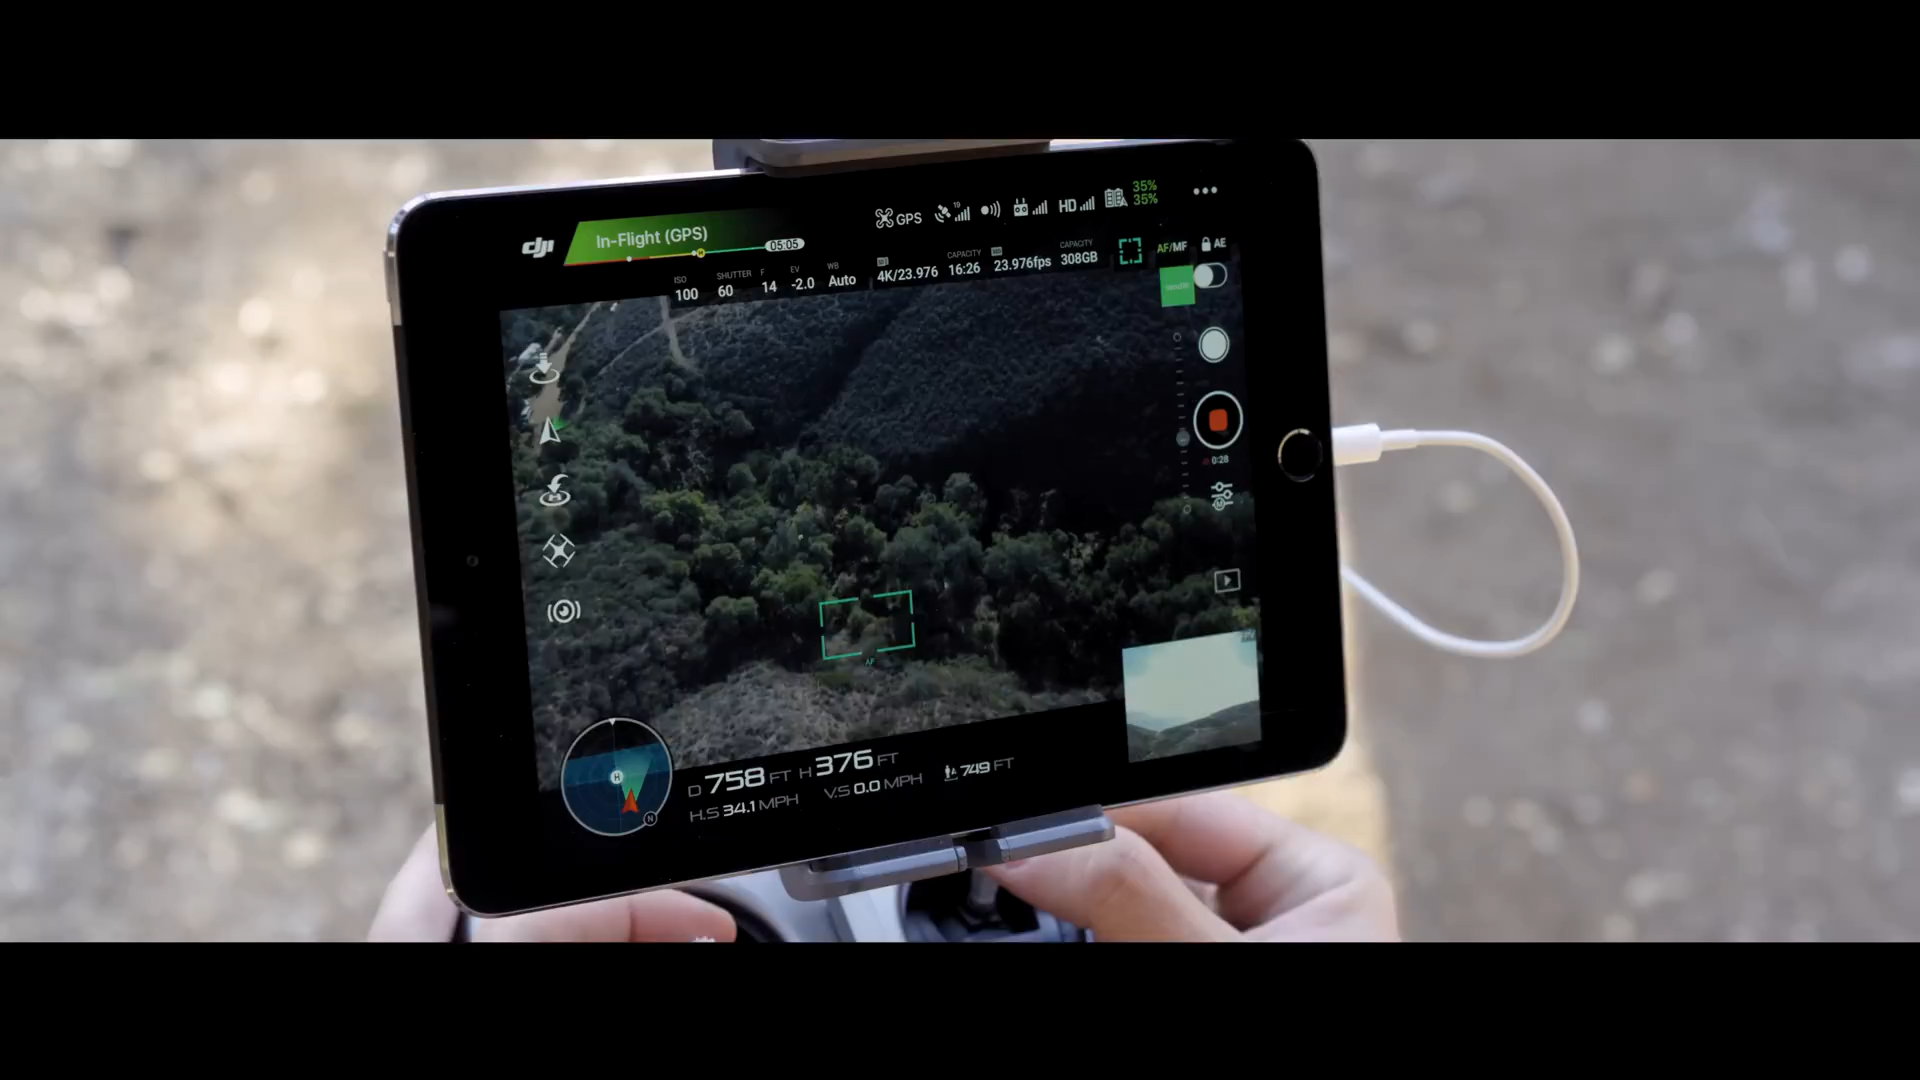 dji
In-Flight (GPS)
05:05
GPS
19
HD
35%
35%
ISO
100
SHUTTER
60
F
14
EV
-2.0
WB
Auto
4K/23.976
CAPACITY
16:26
23.976fps
CAPACITY
308GB
AF/MF
AE
0:28
AF
H
N
D 758 FT H 376 FT
H.S 34.1 MPH V.S 0.0 MPH 749 FT